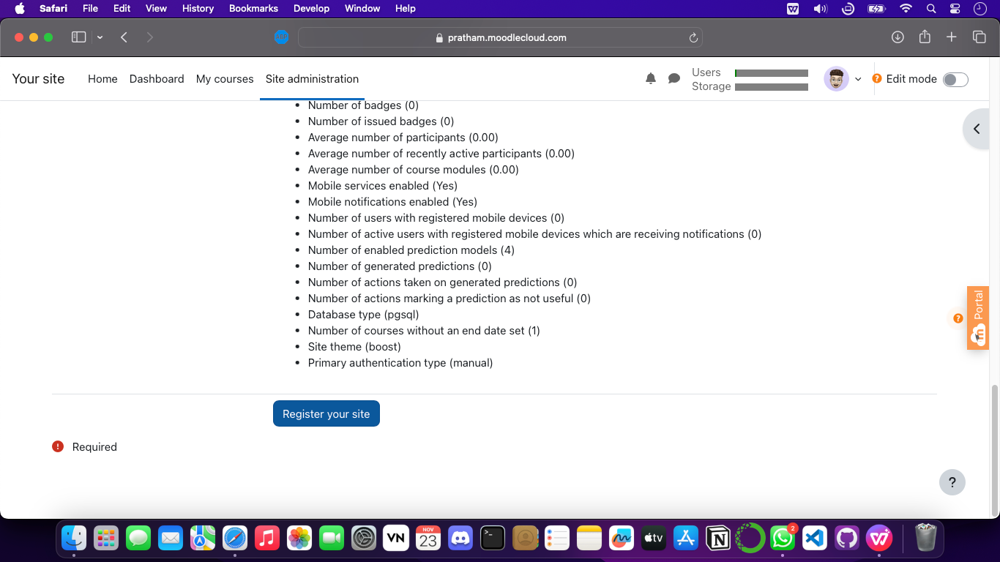 Safari File Edit View History Bookmarks Develop Window Help
pratham.moodlecloud.com
Your site Home Dashboard My courses Site administration Users Edit mode
Storage
• Number of badges (0)
• Number of issued badges (0)
• Average number of participants (0.00)
• Average number of recently active participants (0.00)
• Average number of course modules (0.00)
• Mobile services enabled (Yes)
• Mobile notifications enabled (Yes)
• Number of users with registered mobile devices (0)
• Number of active users with registered mobile devices which are receiving notifications (0)
• Number of enabled prediction models (4)
• Number of generated predictions (0)
• Number of actions taken on generated predictions (0)
• Number of actions marking a prediction as not useful (0)
• Database type (pgsql)
• Number of courses without an end date set (1)
• Site theme (boost)
• Primary authentication type (manual)
Portal
Register your site
Required
?
VN NOV 23 tv 2